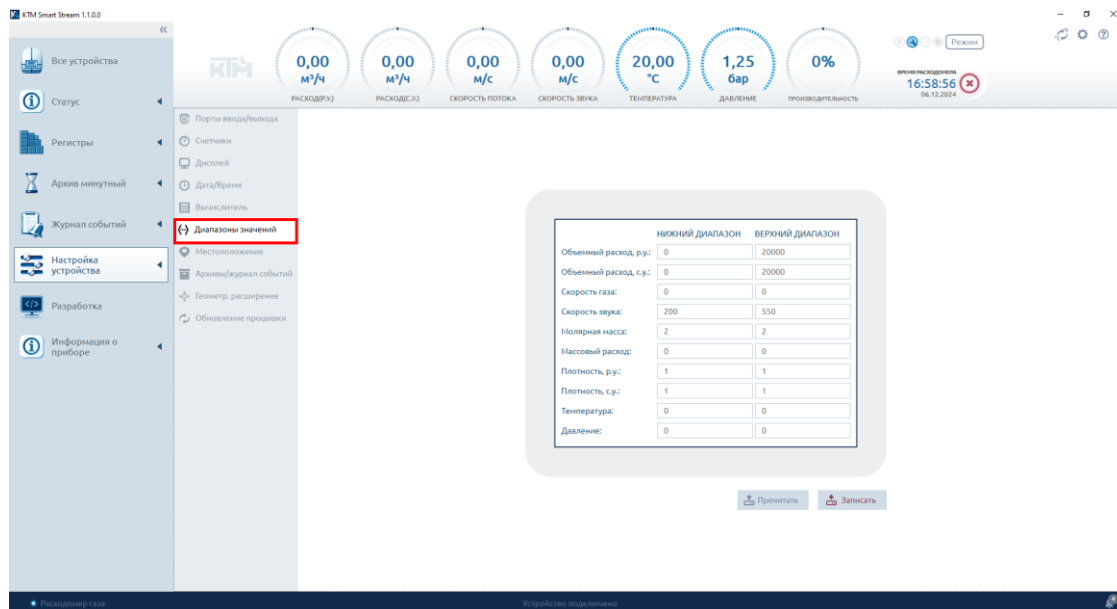 KTM Smart Stream 1.1.0.0
Все устройства
Статус
Регистры
Архив минутный
Журнал событий
Настройка
устройства
Разработка
Информация о
приборе
KTM
0,00
м³/ч
РАСХОД(Р.У.)
0,00
м³/ч
РАСХОД(С.У.)
0,00
м/с
СКОРОСТЬ ПОТОКА
0,00
м/с
СКОРОСТЬ ЗВУКА
20,00
°C
ТЕМПЕРАТУРА
1,25
бар
ДАВЛЕНИЕ
0%
ПРОИЗВОДИТЕЛЬНОСТЬ
Режим
ВРЕМЯ РАСХОДОМЕРА
16:58:56
06.12.2024
Порты ввода/вывода
Счетчики
Дисплей
Дата/Время
Вычислитель
Диапазоны значений
Местоположение
Архивы/журнал событий
Геометр. расширение
Обновление прошивки
НИЖНИЙ ДИАПАЗОН ВЕРХНИЙ ДИАПАЗОН
Объемный расход, р.у.: 0 20000
Объемный расход, с.у.: 0 20000
Скорость газа: 0 0
Скорость звука: 200 550
Молярная масса: 2 2
Массовый расход: 0 0
Плотность, р.у.: 1 1
Плотность, с.у.: 1 1
Температура: 0 0
Давление: 0 0
Прочитать Записать
Расходомер газа Устройство подключено